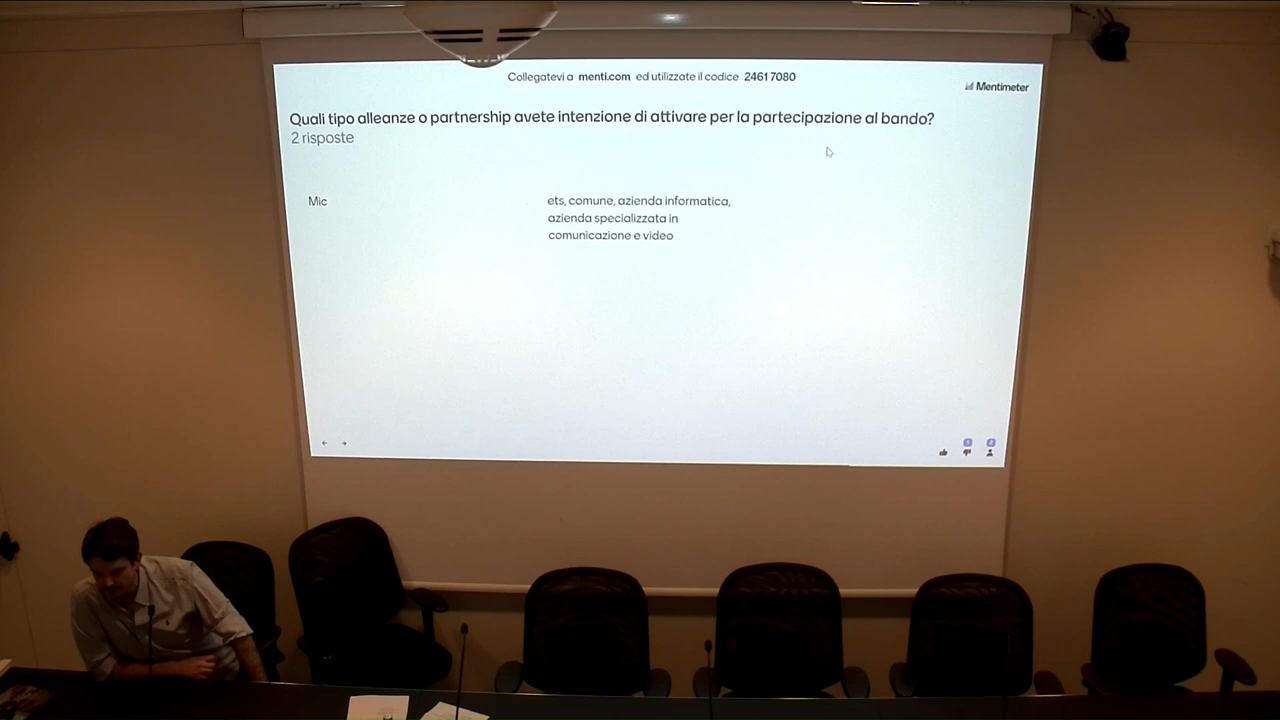 Collegatevi a menti.com ed utilizzate il codice 2461 7080
Mentimeter
Quali tipo alleanze o partnership avete intenzione di attivare per la partecipazione al bando?
2 risposte
Mic
ets, comune, azienda informatica,
azienda specializzata in
comunicazione e video